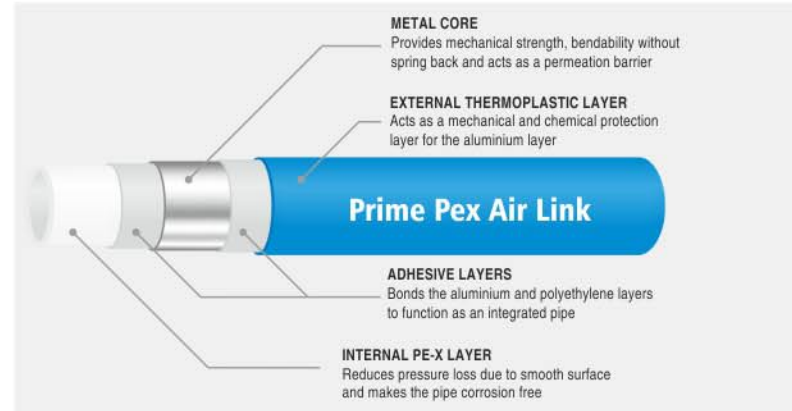 METAL CORE
Provides mechanical strength, bendability without
spring back and acts as a permeation barrier
EXTERNAL THERMOPLASTIC LAYER
Acts as a mechanical and chemical protection
layer for the aluminium layer
Prime Pex Air Link
ADHESIVE LAYERS
Bonds the aluminium and polyethylene layers
to function as an integrated pipe
INTERNAL PE-X LAYER
Reduces pressure loss due to smooth surface
and makes the pipe corrosion free